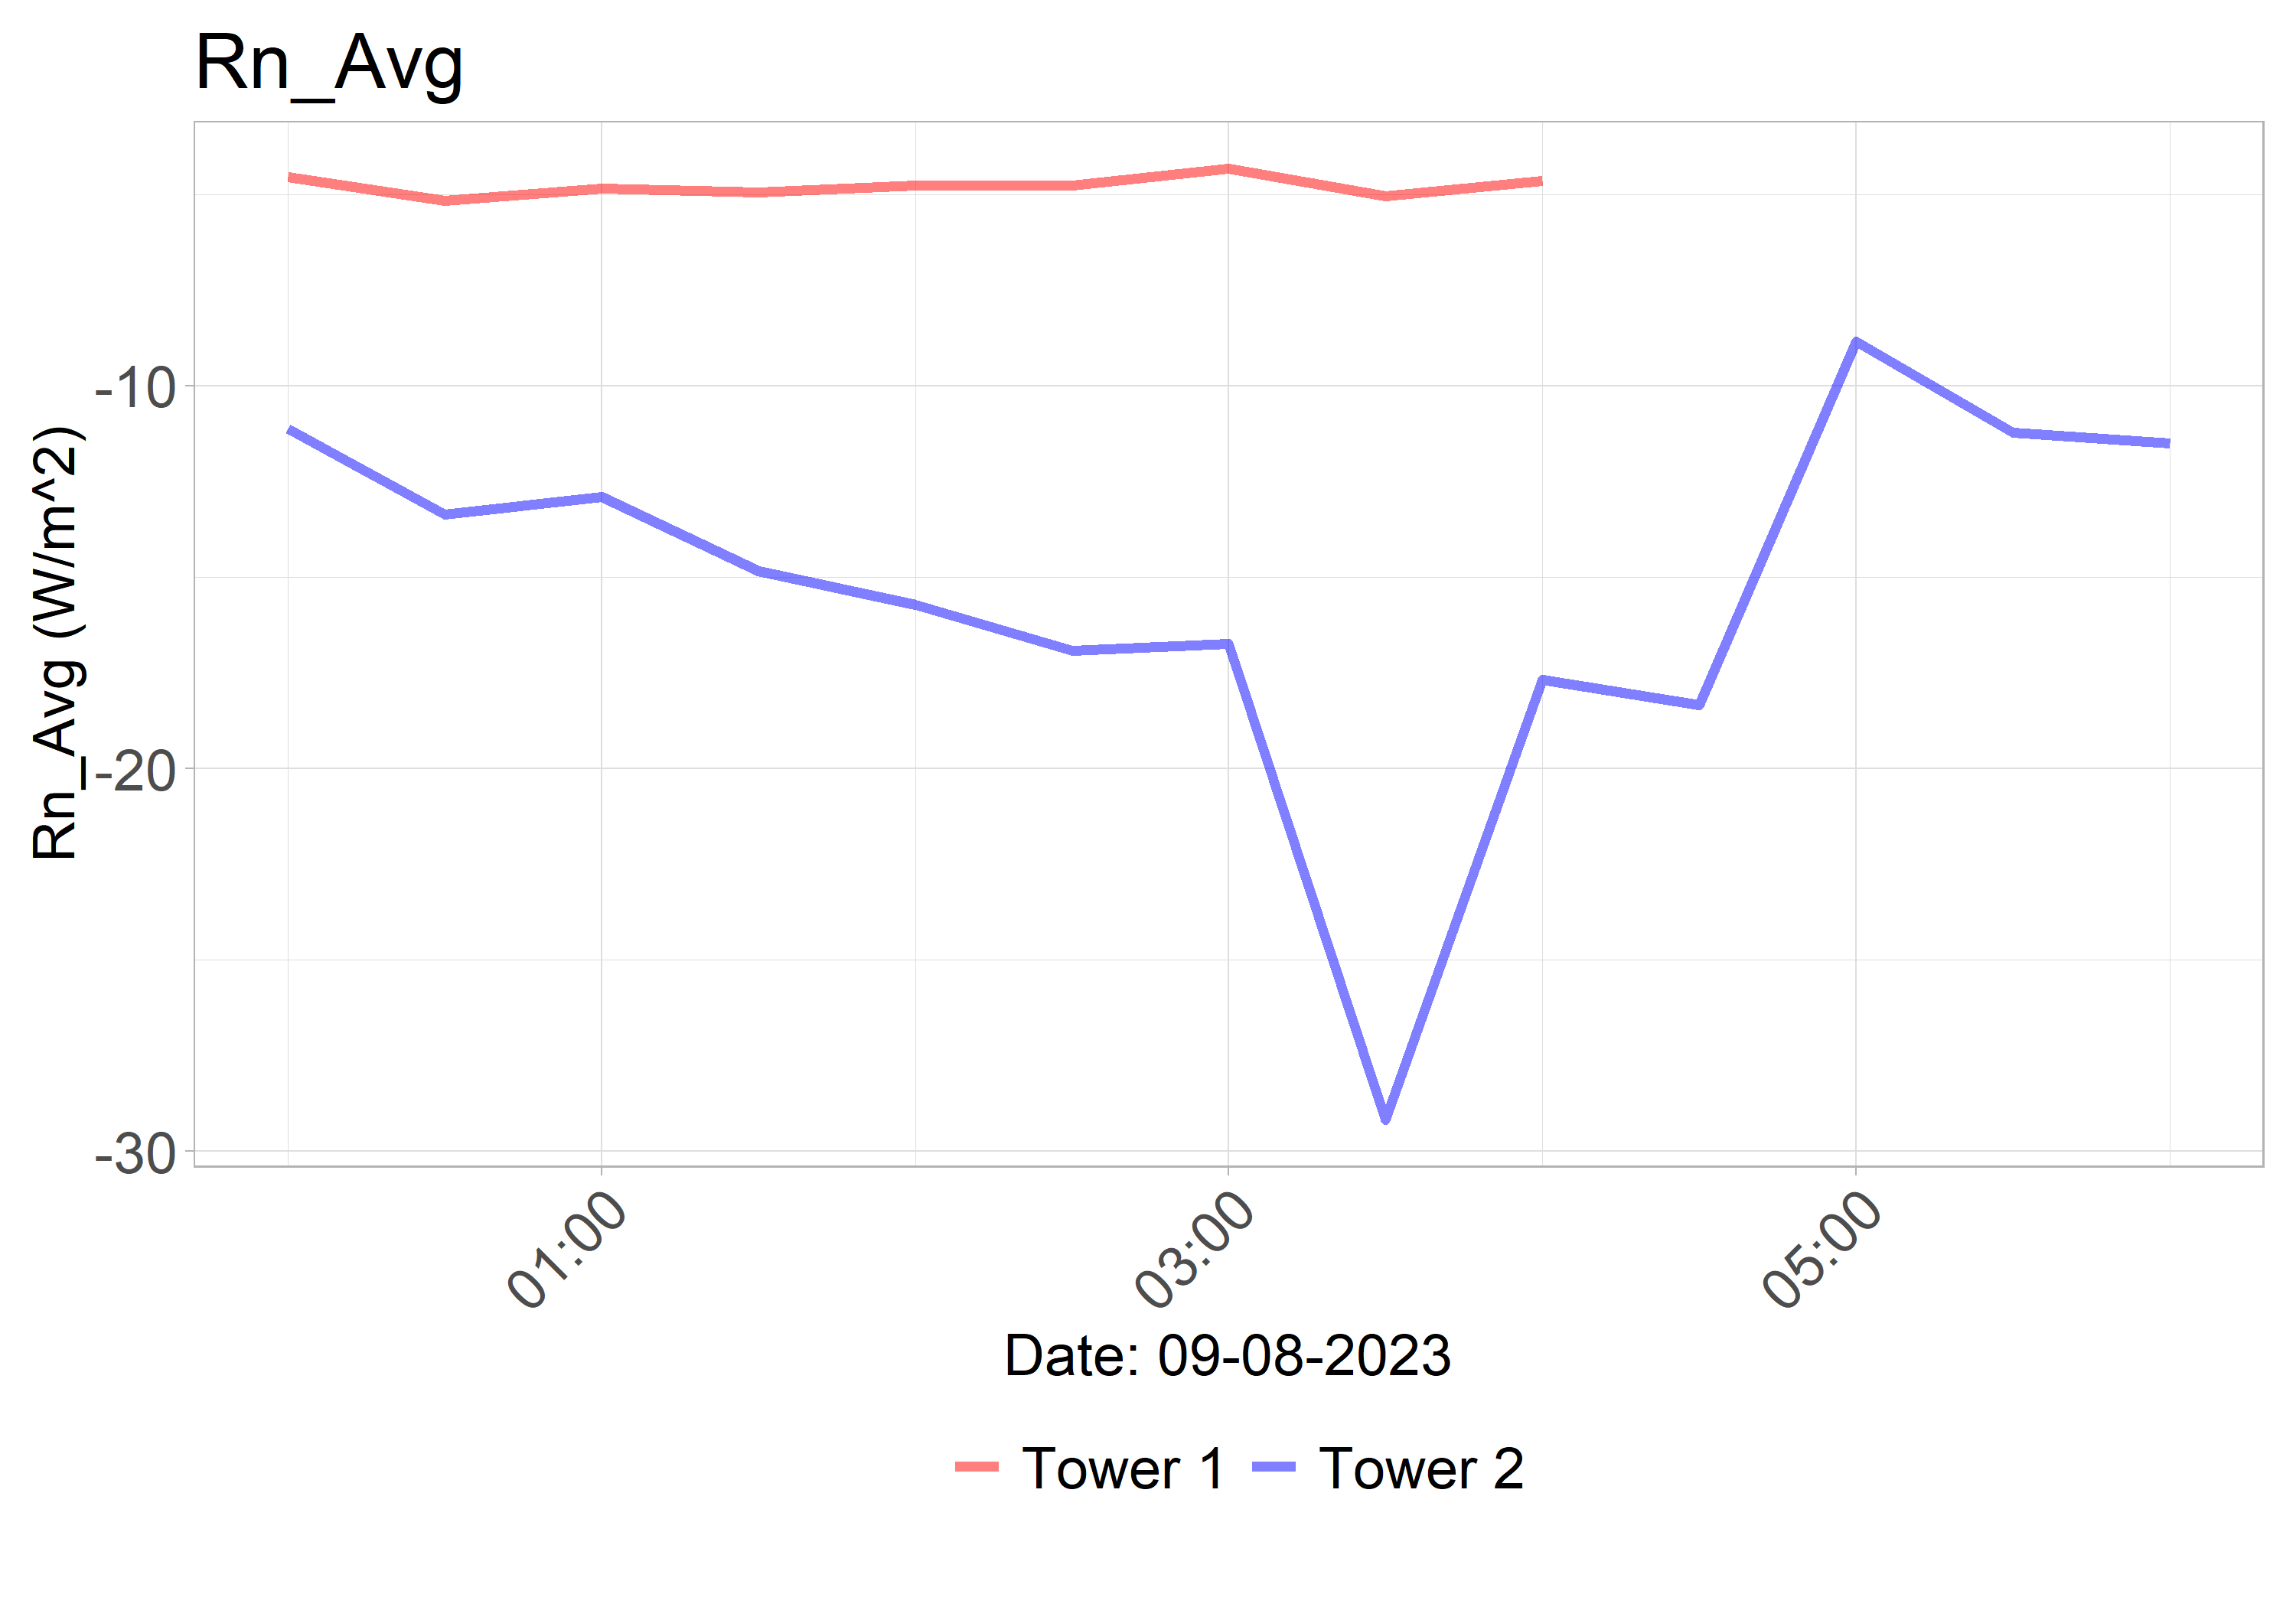 Rn_Avg
Rn_Avg (W/m^2)
-10
-20
-30
01:00
03:00
05:00
Date: 09-08-2023
Tower 1
Tower 2